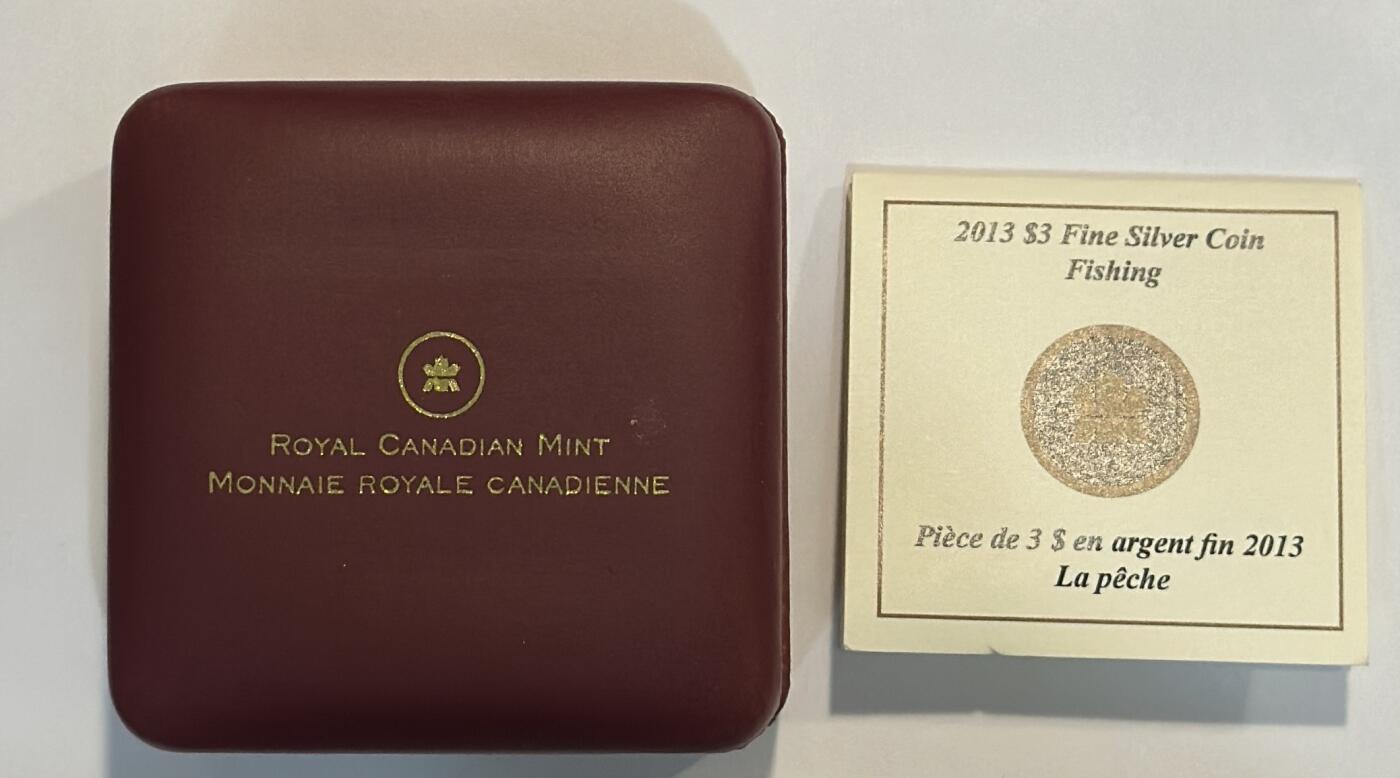 ROYAL CANADIAN MINT
MONNAIE ROYALE CANADIENNE
2013 $3 Fine Silver Coin
Fishing
Pièce de 3 $ en argent fin 2013
La pêche